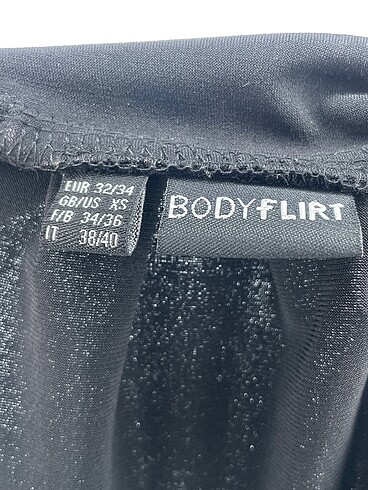 EUR 32/34
GB/US XS
F/B 34/36
IT 38/40
BODYFLIRT